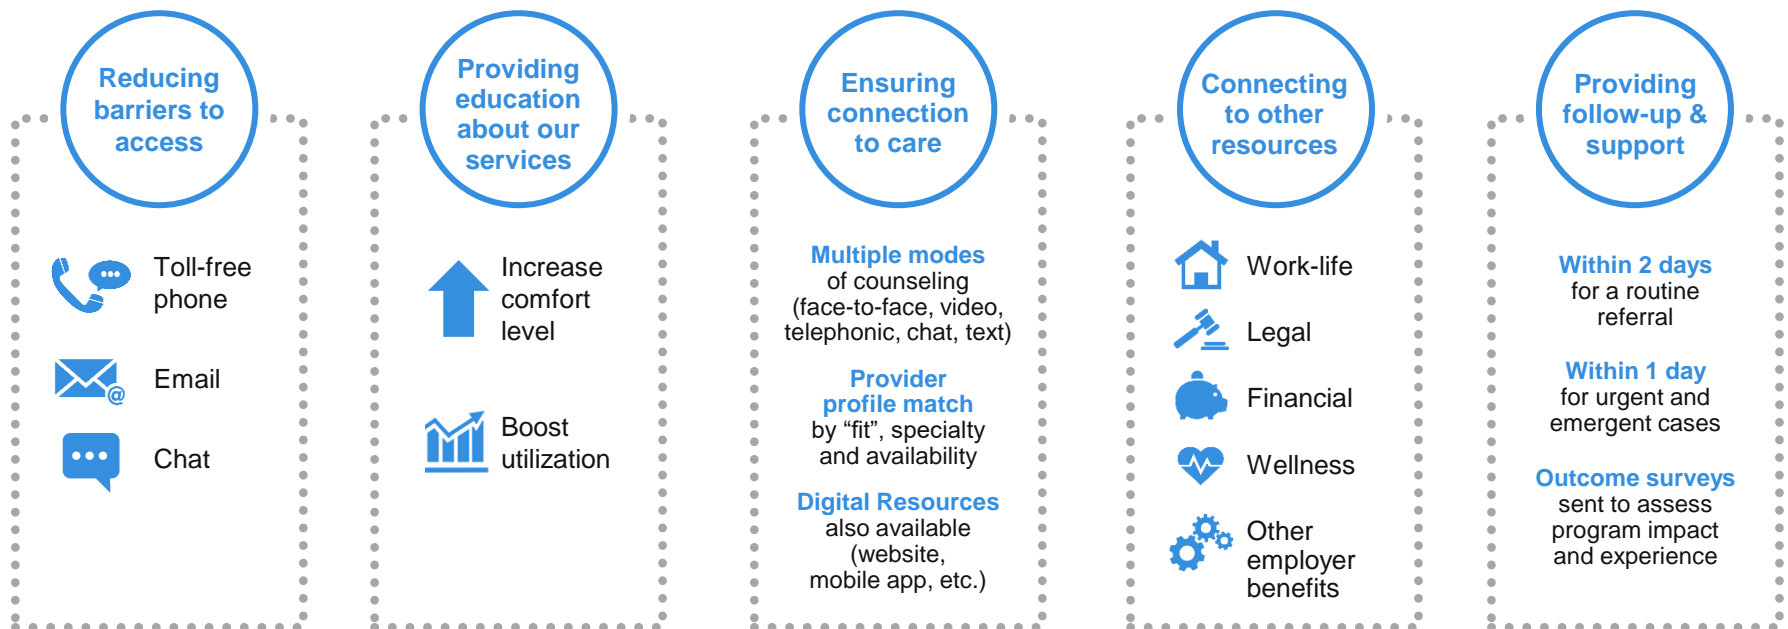 Reducing
barriers to
access
Toll-free
phone
@
Email
Chat
Providing
education
about our
services
Increase
comfort
level
Boost
utilization
Ensuring
connection
to care
Multiple modes
of counseling
(face-to-face, video,
telephonic, chat, text)
Provider
profile match
by “fit”, specialty
and availability
Digital Resources
also available
(website,
mobile app, etc.)
Connecting
to other
resources
Work-life
Legal
Financial
Wellness
Other
employer
benefits
Providing
follow-up &
support
Within 2 days
for a routine
referral
Within 1 day
for urgent and
emergent cases
Outcome surveys
sent to assess
program impact
and experience